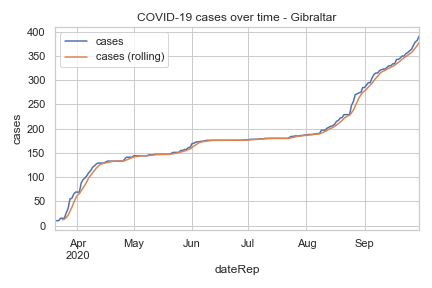 COVID-19 cases over time - Gibraltar
cases
cases (rolling)
400
350
300
250
200
150
100
50
0
cases
Apr
2020
May
Jun
Jul
Aug
Sep
dateRep